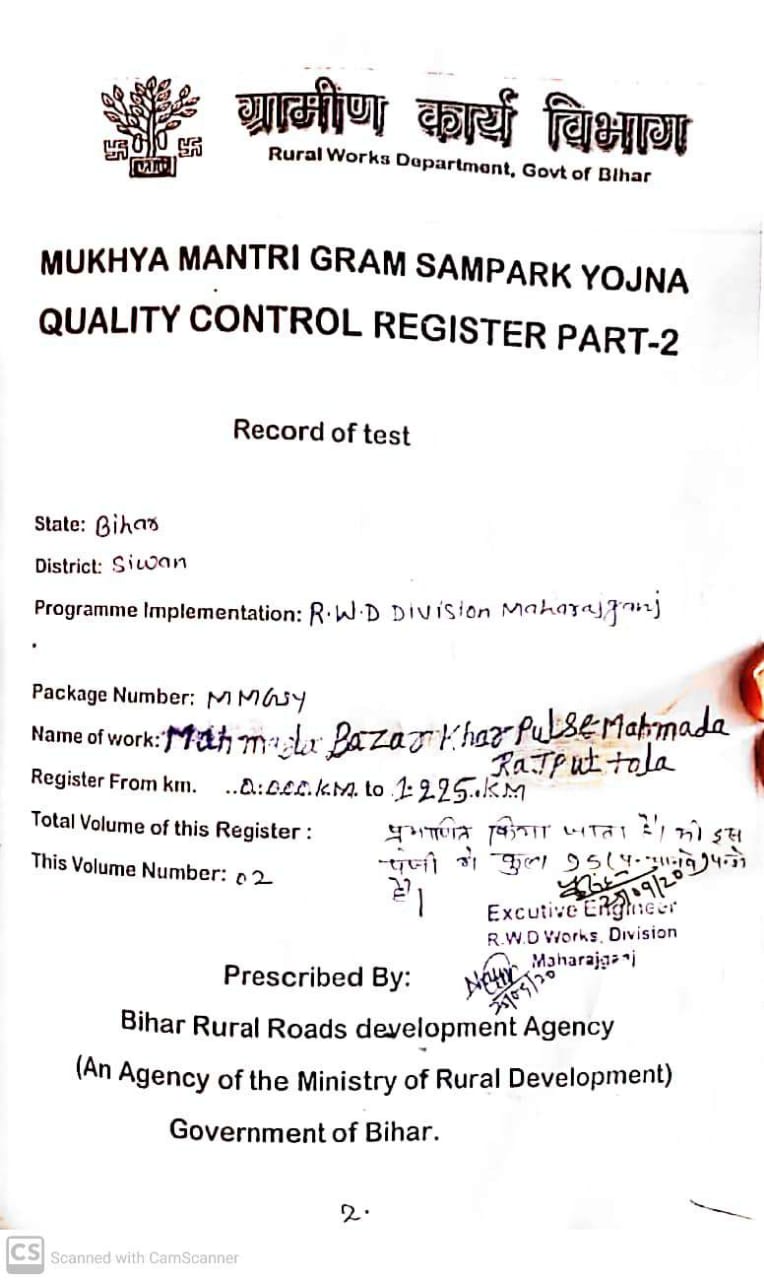 ग्रामीण कार्य विभाग
Rural Works Department, Govt of Bihar
MUKHYA MANTRI GRAM SAMPARK YOJNA
QUALITY CONTROL REGISTER PART-2
Record of test
State: Bihar
District: Siwan
Programme Implementation: R.W.D DIVISION Maharajganj
Package Number: MMGSY
Name of work: Mahmada Bazar Khar Pul Se Mahmada
Rajput tola
Register From km. ..0.000.KM. to 1.225..KM
Total Volume of this Register :
प्रमाणित किया जाता है। की इस
This Volume Number: 02
पंजी में कुल 95
हैं।
Excutive Engineer
R.W.D Works, Division
Maharajganj
Prescribed By:
Bihar Rural Roads development Agency
(An Agency of the Ministry of Rural Development)
Government of Bihar.
2.
CS Scanned with CamScanner